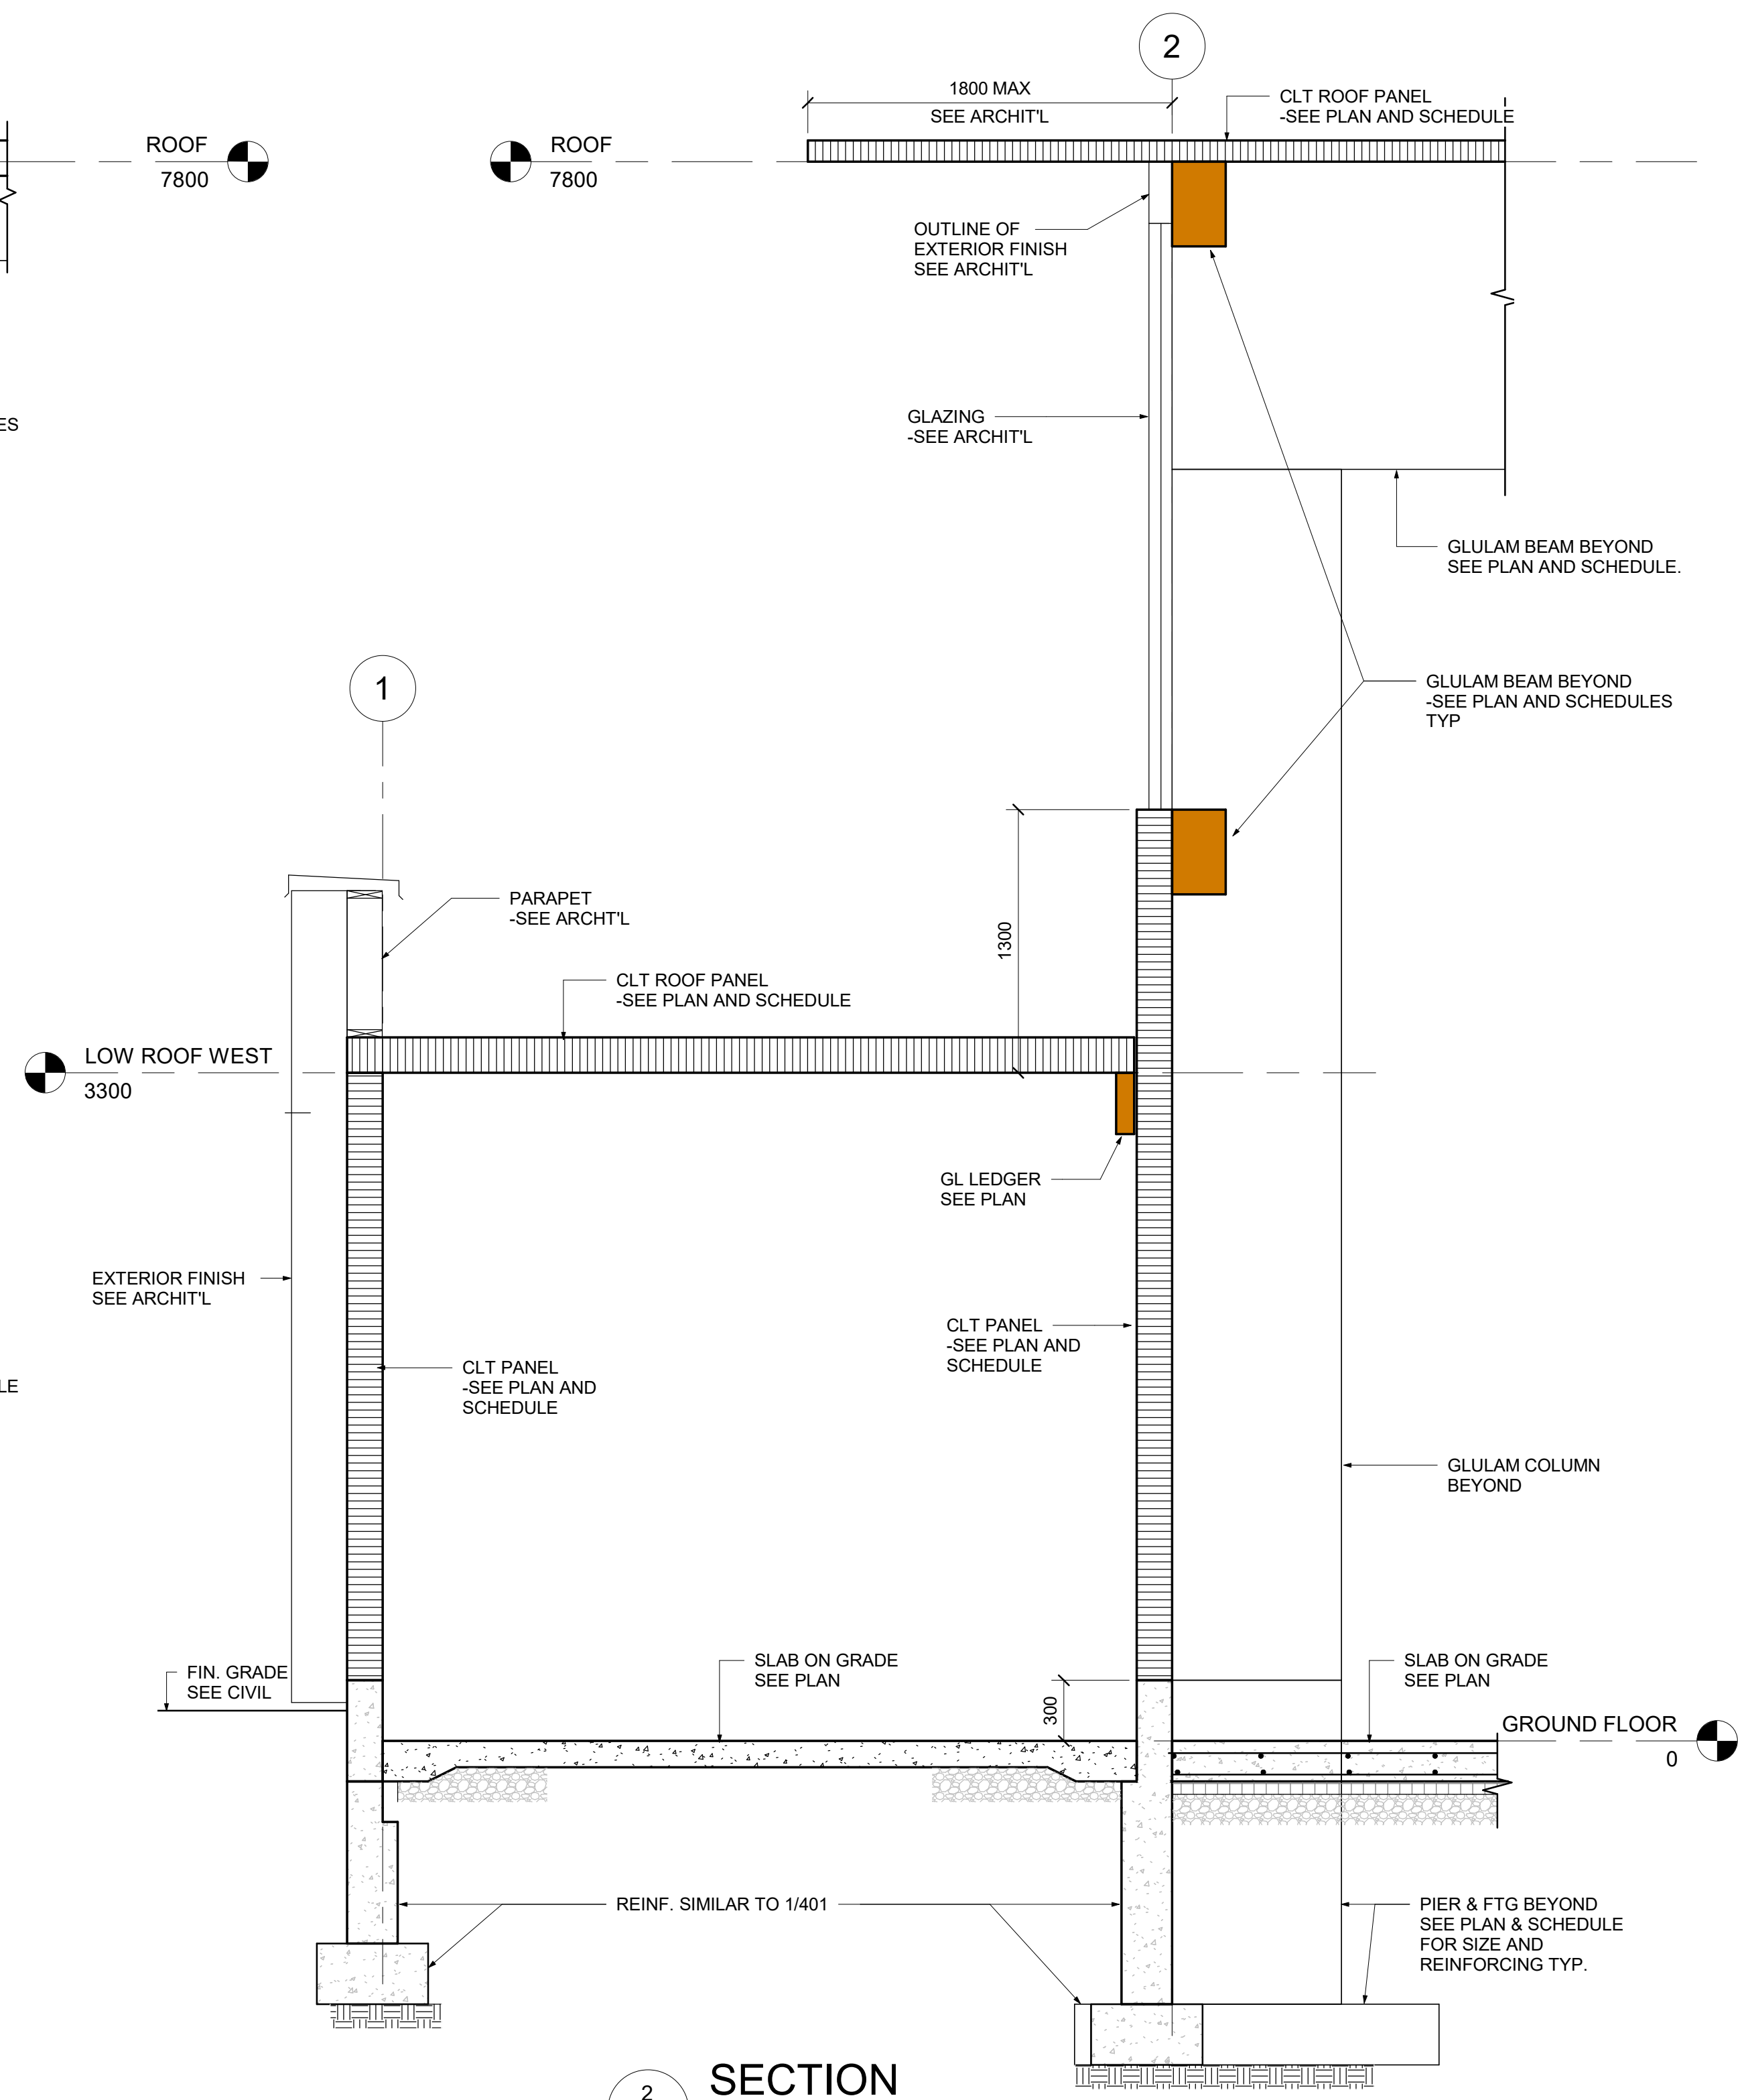 2
1800 MAX
SEE ARCHIT'L
CLT ROOF PANEL
-SEE PLAN AND SCHEDULE
ROOF
7800
ROOF
7800
OUTLINE OF
EXTERIOR FINISH
SEE ARCHIT'L
GLAZING
-SEE ARCHIT'L
ES
GLULAM BEAM BEYOND
SEE PLAN AND SCHEDULE.
GLULAM BEAM BEYOND
-SEE PLAN AND SCHEDULES
TYP
1
PARAPET
-SEE ARCHT'L
1300
CLT ROOF PANEL
-SEE PLAN AND SCHEDULE
LOW ROOF WEST
3300
GL LEDGER
SEE PLAN
EXTERIOR FINISH
SEE ARCHIT'L
CLT PANEL
-SEE PLAN AND
SCHEDULE
CLT PANEL
-SEE PLAN AND
SCHEDULE
LE
GLULAM COLUMN
BEYOND
FIN. GRADE
SEE CIVIL
SLAB ON GRADE
SEE PLAN
300
SLAB ON GRADE
SEE PLAN
GROUND FLOOR
0
REINF. SIMILAR TO 1/401
PIER & FTG BEYOND
SEE PLAN & SCHEDULE
FOR SIZE AND
REINFORCING TYP.
2
SECTION